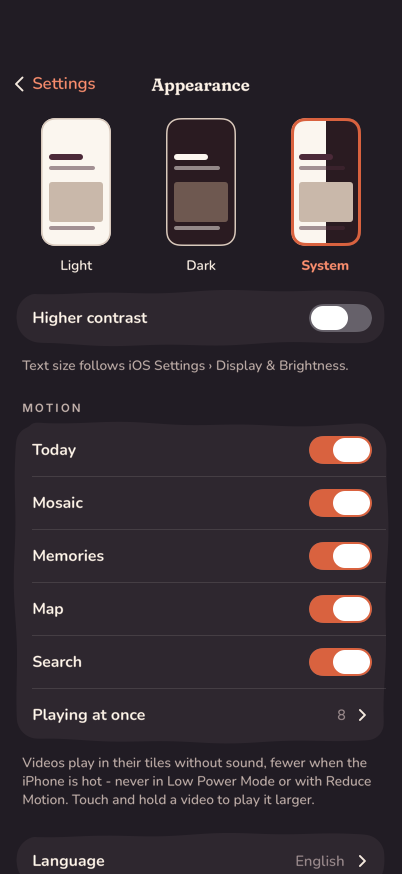 Settings
Appearance
Light
Dark
System
Higher contrast
Text size follows iOS Settings › Display & Brightness.
MOTION
Today
Mosaic
Memories
Map
Search
Playing at once
8
Videos play in their tiles without sound, fewer when the
iPhone is hot - never in Low Power Mode or with Reduce
Motion. Touch and hold a video to play it larger.
Language
English